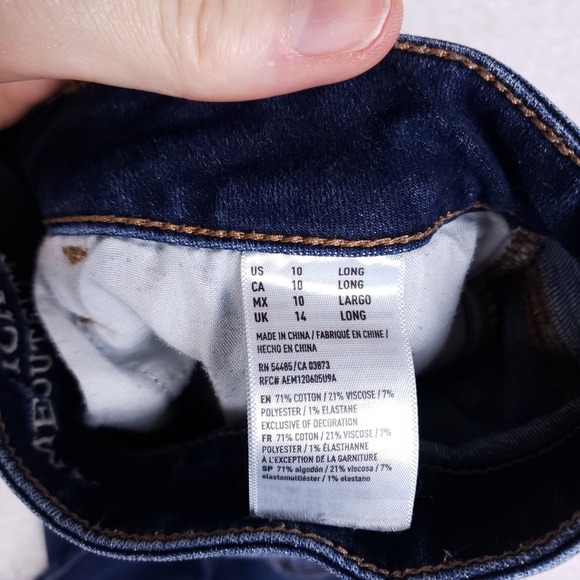 US 10 LONG
CA 10 LONG
MX 10 LARGO
UK 14 LONG
MADE IN CHINA / FABRIQUÉ EN CHINE /
HECHO EN CHINA
RN 54485/CA 03873
RFC# AEM120605U9A
EN 71% COTTON / 21% VISCOSE / 7%
POLYESTER / 1% ELASTANE
EXCLUSIVE OF DECORATION
FR 71% COTON / 21% VISCOSE / 7%
POLYESTER / 1% ÉLASTHANNE
À L'EXCEPTION DE LA GARNITURE
SP 71% algodón / 21% viscosa / 7%
elastomultiéster / 1% elastano